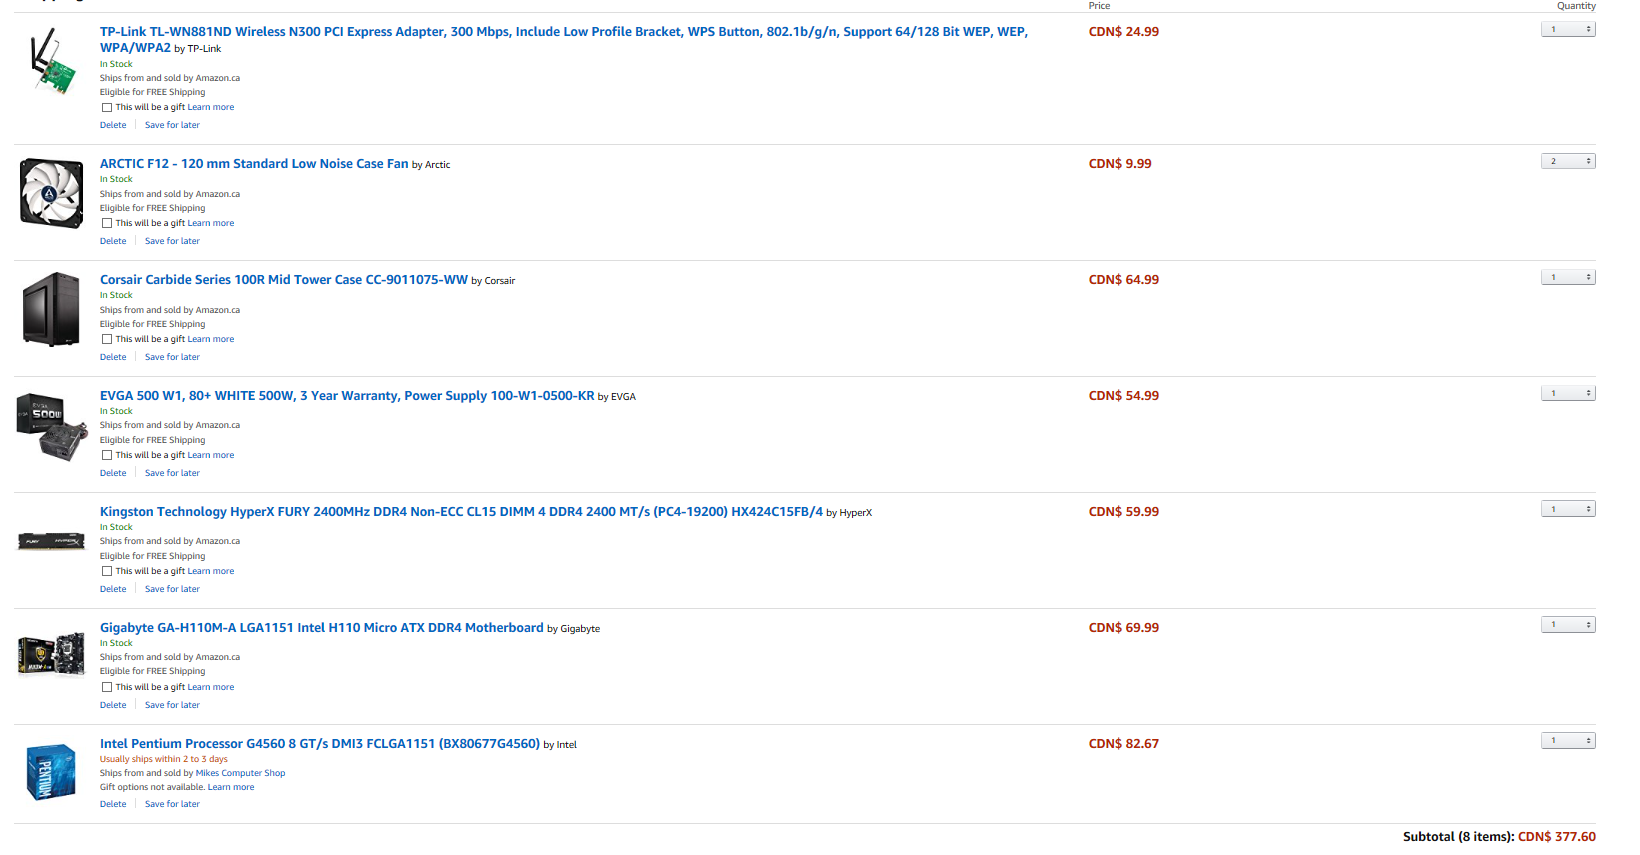 Price Quantity
TP-Link TL-WN881ND Wireless N300 PCI Express Adapter, 300 Mbps, Include Low Profile Bracket, WPS Button, 802.1b/g/n, Support 64/128 Bit WEP, WEP, CDN$ 24.99 1
WPA/WPA2 by TP-Link
In Stock
Ships from and sold by Amazon.ca
Eligible for FREE Shipping
This will be a gift Learn more
Delete Save for later
ARCTIC F12 - 120 mm Standard Low Noise Case Fan by Arctic CDN$ 9.99 2
In Stock
Ships from and sold by Amazon.ca
Eligible for FREE Shipping
This will be a gift Learn more
Delete Save for later
Corsair Carbide Series 100R Mid Tower Case CC-9011075-WW by Corsair CDN$ 64.99 1
In Stock
Ships from and sold by Amazon.ca
Eligible for FREE Shipping
This will be a gift Learn more
Delete Save for later
EVGA 500 W1, 80+ WHITE 500W, 3 Year Warranty, Power Supply 100-W1-0500-KR by EVGA CDN$ 54.99 1
EVGA
500W
In Stock
Ships from and sold by Amazon.ca
Eligible for FREE Shipping
This will be a gift Learn more
Delete Save for later
Kingston Technology HyperX FURY 2400MHz DDR4 Non-ECC CL15 DIMM 4 DDR4 2400 MT/s (PC4-19200) HX424C15FB/4 by HyperX CDN$ 59.99 1
In Stock
Ships from and sold by Amazon.ca
FURY HYPERX
Eligible for FREE Shipping
This will be a gift Learn more
Delete Save for later
Gigabyte GA-H110M-A LGA1151 Intel H110 Micro ATX DDR4 Motherboard by Gigabyte CDN$ 69.99 1
In Stock
Ships from and sold by Amazon.ca
Eligible for FREE Shipping
This will be a gift Learn more
Delete Save for later
Intel Pentium Processor G4560 8 GT/s DMI3 FCLGA1151 (BX80677G4560) by Intel CDN$ 82.67 1
Usually ships within 2 to 3 days
Ships from and sold by Mikes Computer Shop
PENTIUM
Gift options not available. Learn more
Delete Save for later
Subtotal (8 items): CDN$ 377.60